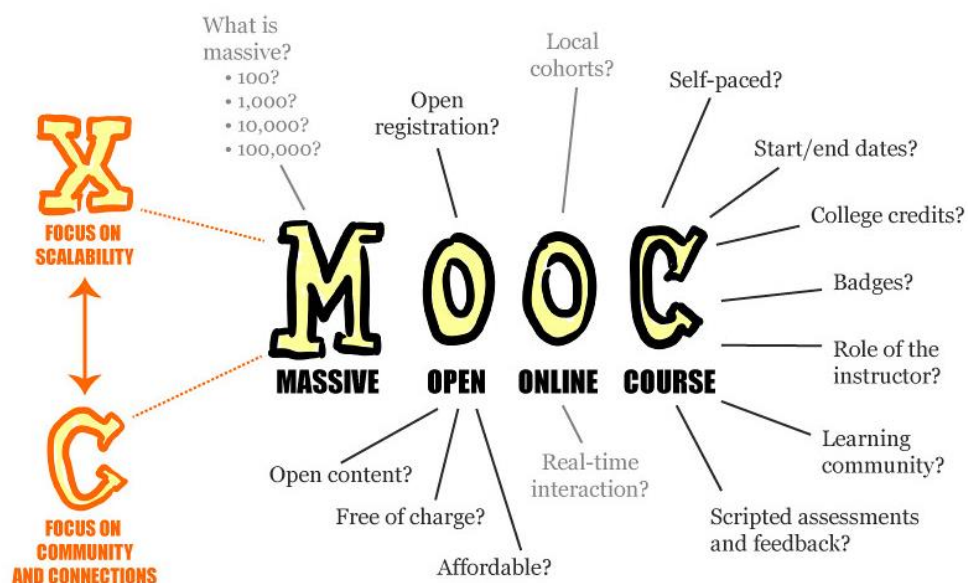 What is
massive?
• 100?
• 1,000?
• 10,000?
• 100,000?
Open
registration?
Local
cohorts?
Self-paced?
Start/end dates?
College credits?
Badges?
Role of the
instructor?
Learning
community?
Scripted assessments
and feedback?
X
FOCUS ON
SCALABILITY
C
FOCUS ON
COMMUNITY
AND CONNECTIONS
MOOC
MASSIVE OPEN ONLINE COURSE
Open content?
Free of charge?
Affordable?
Real-time
interaction?